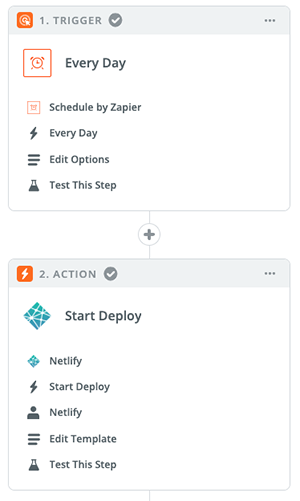 1. TRIGGER
Every Day
Schedule by Zapier
Every Day
Edit Options
Test This Step
2. ACTION
Start Deploy
Netlify
Start Deploy
Netlify
Edit Template
Test This Step